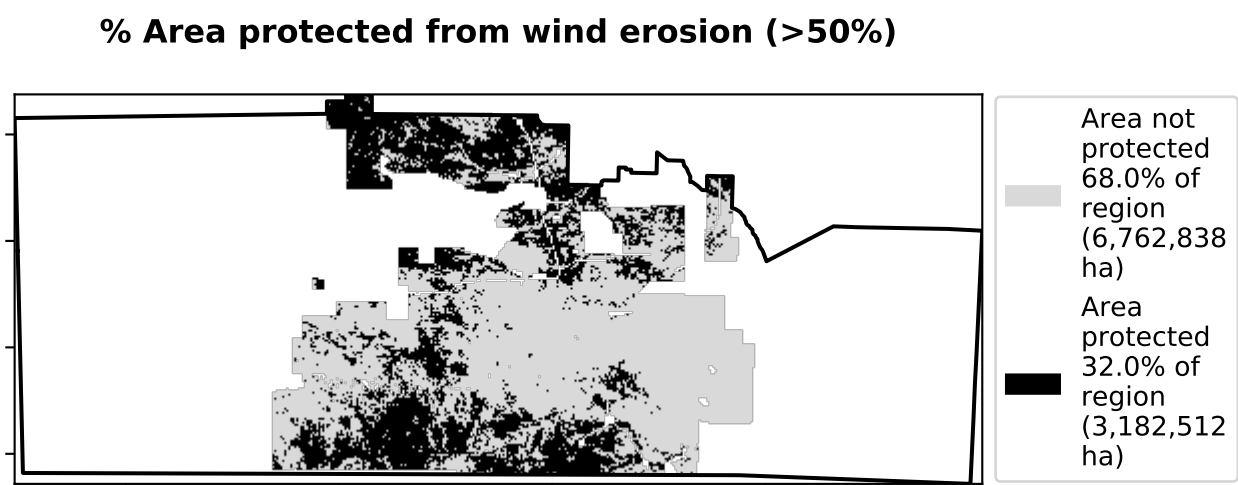 % Area protected from wind erosion (>50%)
Area not
protected
68.0% of
region
(6,762,838
ha)
Area
protected
32.0% of
region
(3,182,512
ha)